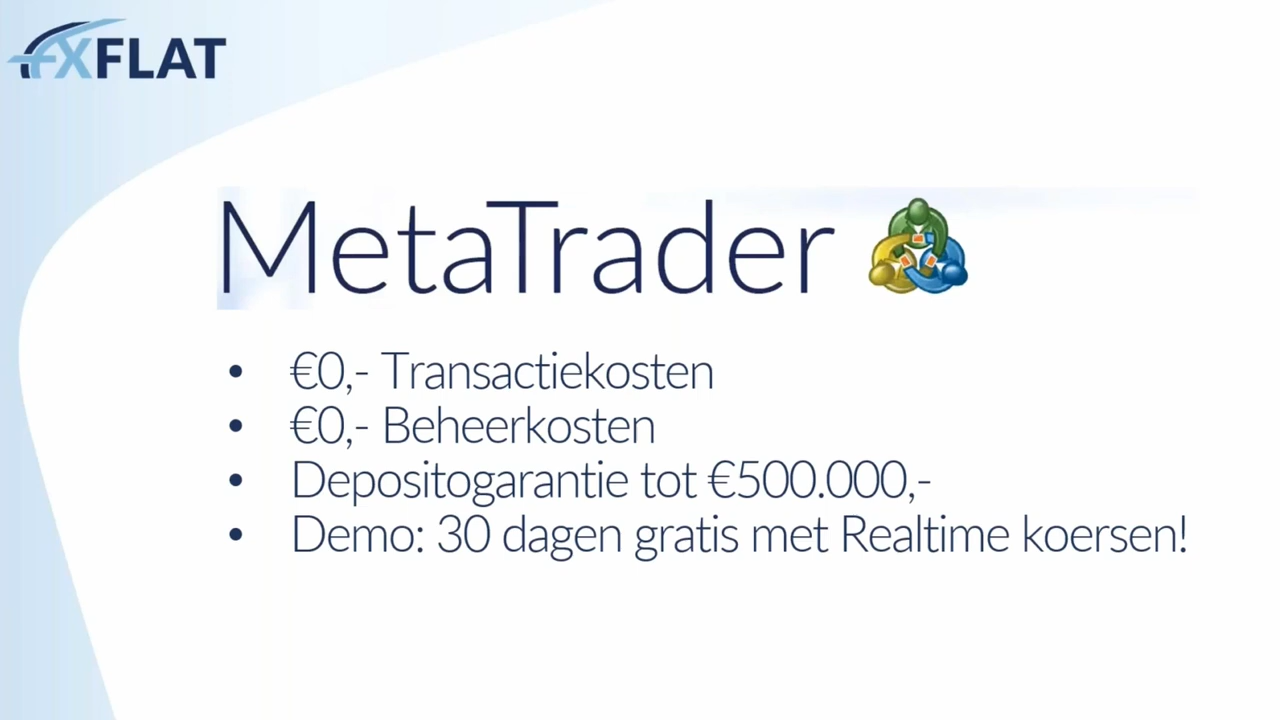 FXFLAT
MetaTrader
• €0,- Transactiekosten
• €0,- Beheerkosten
• Depositogarantie tot €500.000,-
• Demo: 30 dagen gratis met Realtime koersen!